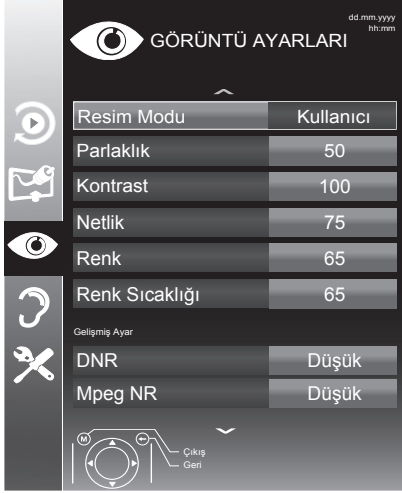 dd.mm.yyyy
hh:mm
GÖRÜNTÜ AYARLARI
Resim Modu Kullanıcı
Parlaklık 50
Kontrast 100
Netlik 75
Renk 65
Renk Sıcaklığı 65
Gelişmiş Ayar
DNR Düşük
Mpeg NR Düşük
M
Çıkış
Geri